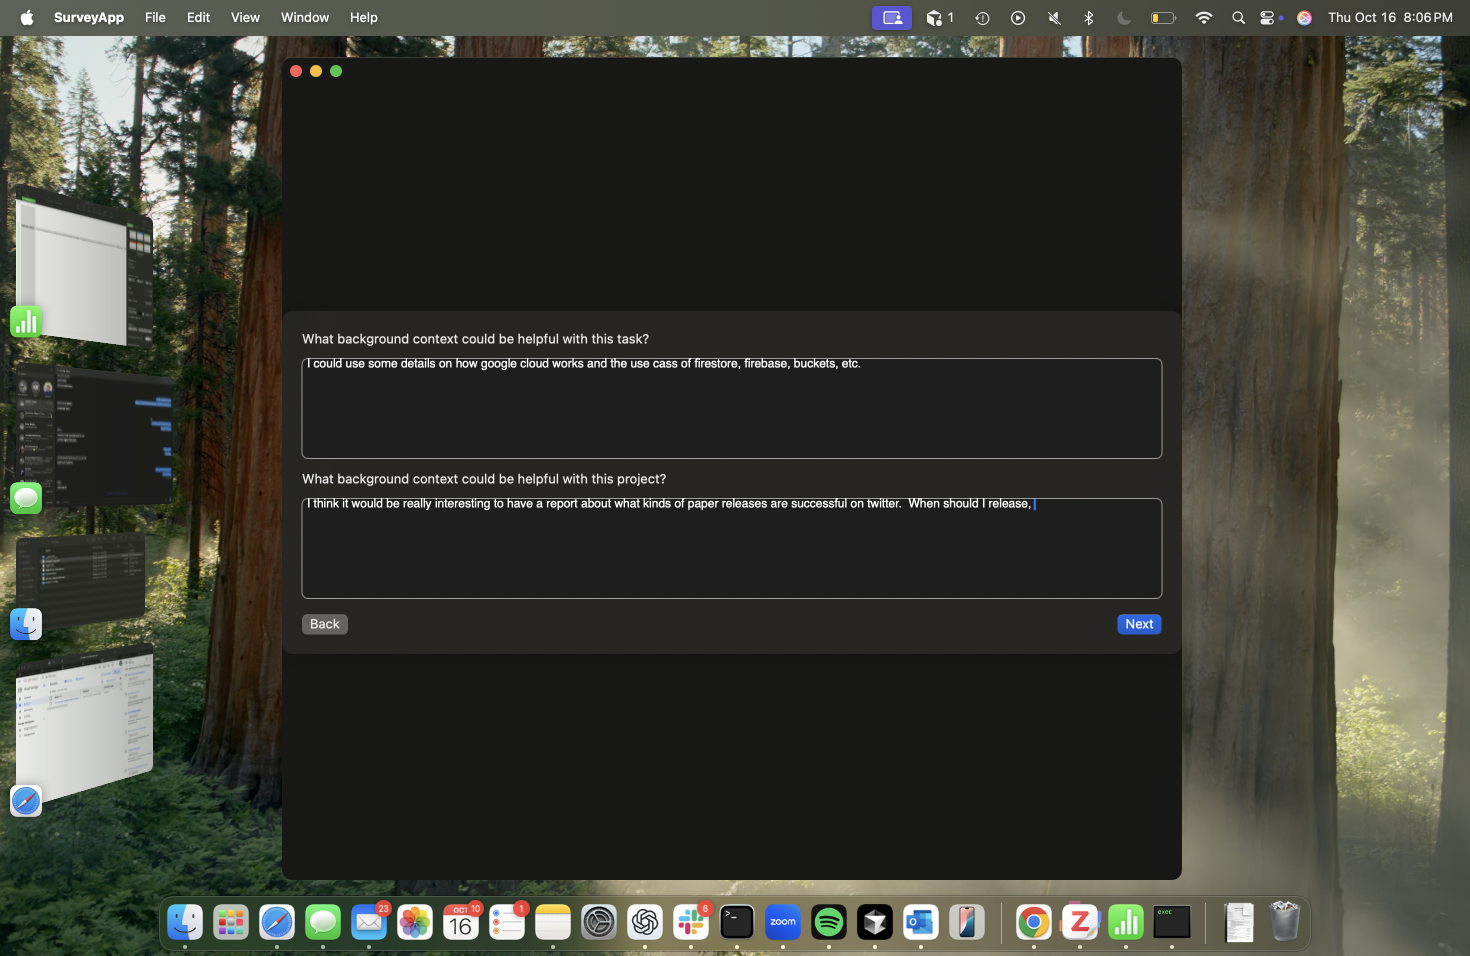 SurveyApp File Edit View Window Help 1 Thu Oct 16 8:06 PM
What background context could be helpful with this task?
I could use some details on how google cloud works and the use cass of firestore, firebase, buckets, etc.
What background context could be helpful with this project?
I think it would be really interesting to have a report about what kinds of paper releases are successful on twitter.  When should I release,
Back Next
23 OCT 10 1 6
16 zoom exec